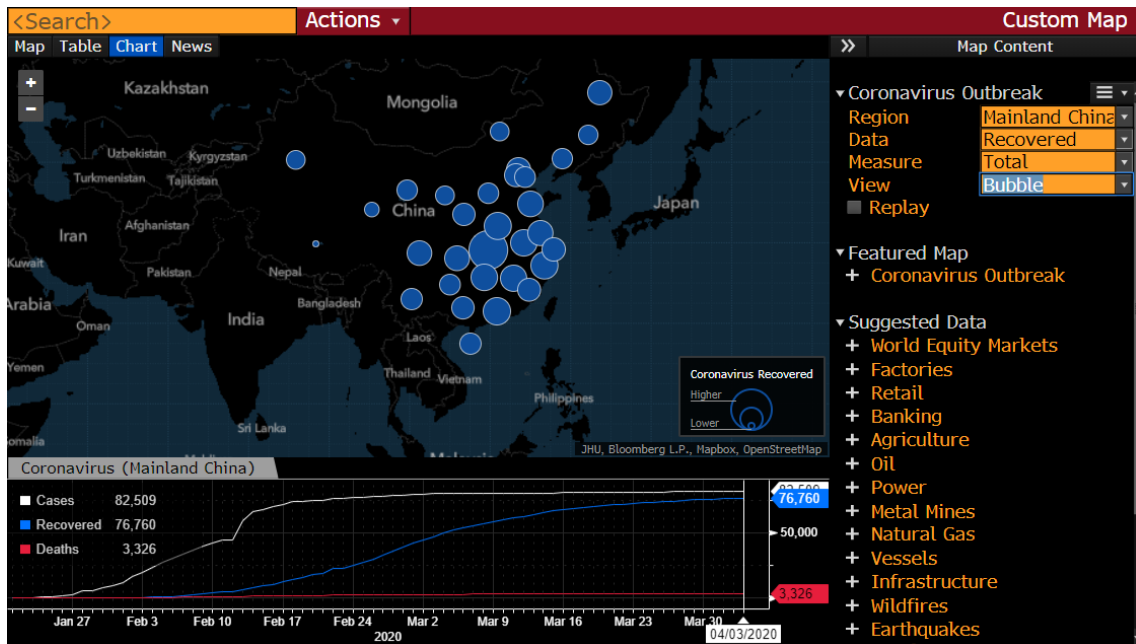 <Search>
Actions
Custom Map
Map Table Chart News
Map Content
+
-
Kazakhstan
Mongolia
Uzbekistan
Kyrgyzstan
Turkmenistan
Tajikistan
China
Japan
Afghanistan
Iran
Kuwait
Pakistan
Nepal
Bangladesh
Arabia
Oman
India
Laos
Yemen
Thailand
Vietnam
Philippines
Sri Lanka
Coronavirus Recovered
Higher
Lower
JHU, Bloomberg L.P., Mapbox, OpenStreetMap
Coronavirus Outbreak
Region Mainland China
Data Recovered
Measure Total
View Bubble
Replay
Featured Map
+ Coronavirus Outbreak
Suggested Data
+ World Equity Markets
+ Factories
+ Retail
+ Banking
+ Agriculture
+ Oil
+ Power
+ Metal Mines
+ Natural Gas
+ Vessels
+ Infrastructure
+ Wildfires
+ Earthquakes
Coronavirus (Mainland China)
Cases 82,509
Recovered 76,760
Deaths 3,326
76,760
50,000
3,326
Jan 27 Feb 3 Feb 10 Feb 17 Feb 24 Mar 2 Mar 9 Mar 16 Mar 23 Mar 30
2020
04/03/2020